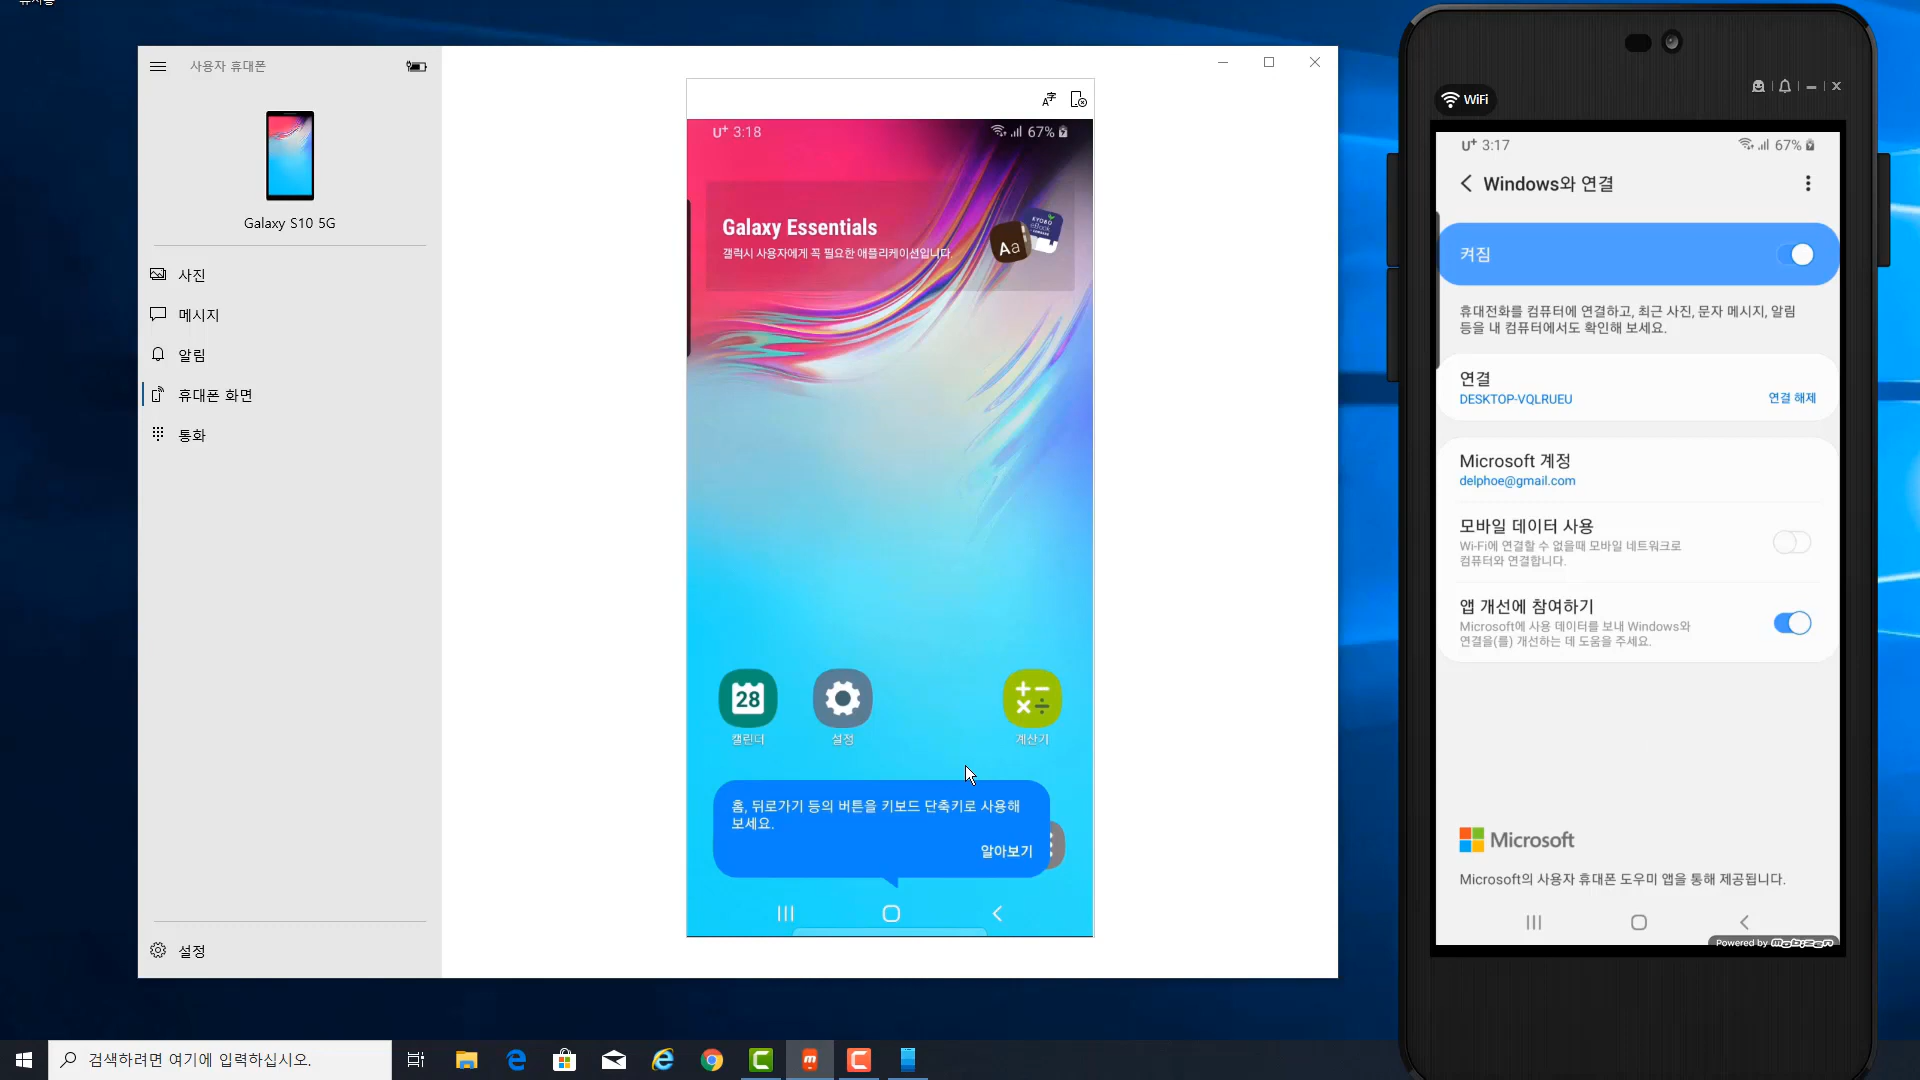 사용자 휴대폰
Galaxy S10 5G
사진
메시지
알림
휴대폰 화면
통화
설정
U+ 3:18
67%
Galaxy Essentials
갤럭시 사용자에게 꼭 필요한 애플리케이션입니다.
Aa
KYOBO
eBook
28
캘린더
설정
계산기
홈, 뒤로가기 등의 버튼을 키보드 단축키로 사용해
보세요.
알아보기
WiFi
U+ 3:17
67%
Windows와 연결
켜짐
휴대전화를 컴퓨터에 연결하고, 최근 사진, 문자 메시지, 알림
등을 내 컴퓨터에서도 확인해 보세요.
연결
DESKTOP-VQLRUEU
연결 해제
Microsoft 계정
delphoe@gmail.com
모바일 데이터 사용
Wi-Fi에 연결할 수 없을때 모바일 네트워크로
컴퓨터와 연결합니다.
앱 개선에 참여하기
Microsoft에 사용 데이터를 보내 Windows와
연결을(를) 개선하는 데 도움을 주세요.
Microsoft
Microsoft의 사용자 휴대폰 도우미 앱을 통해 제공됩니다.
Powered by mobizen
검색하려면 여기에 입력하십시오.